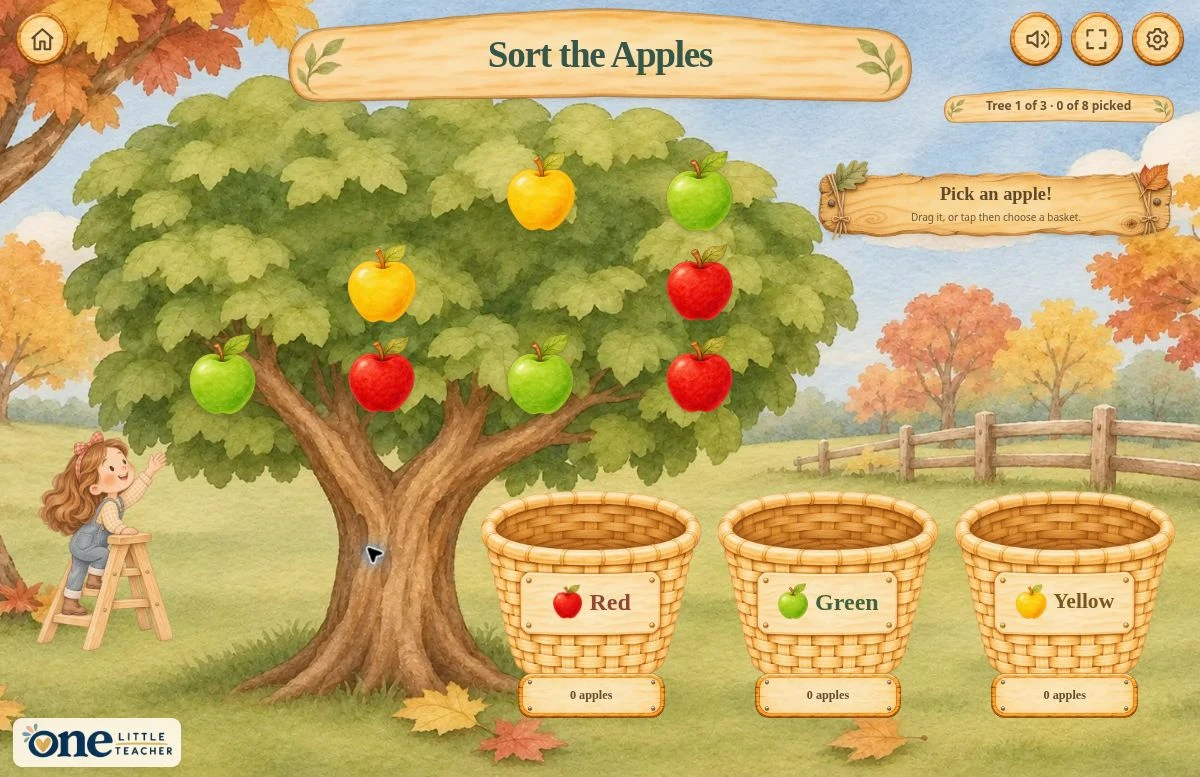 Sort the Apples
Tree 1 of 3 · 0 of 8 picked
Pick an apple!
Drag it, or tap then choose a basket.
Red
Green
Yellow
0 apples
0 apples
0 apples
one LITTLE TEACHER